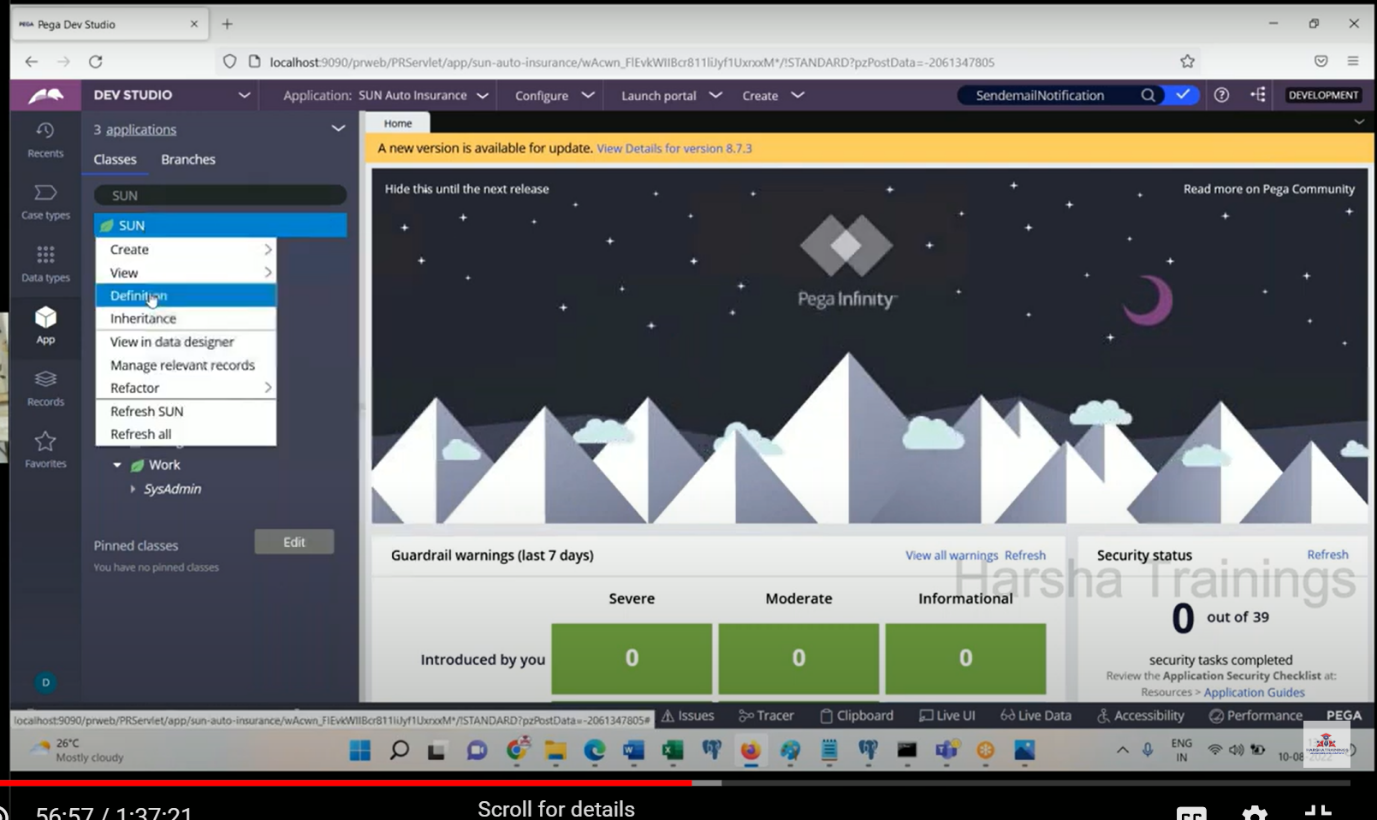 PEGA Pega Dev Studio
localhost:9090/prweb/PRServlet/app/sun-auto-insurance/wAcwn_FlEvkWIIBcr811liJyf1UxrxxM*/!STANDARD?pzPostData=-2061347805
DEV STUDIO Application: SUN Auto Insurance Configure Launch portal Create SendemailNotification DEVELOPMENT
Recents
Case types
Data types
App
Records
Favorites
D
3 applications
Classes Branches
SUN
SUN
Create
View
Definition
Inheritance
View in data designer
Manage relevant records
Refactor
Refresh SUN
Refresh all
Work
SysAdmin
Pinned classes Edit
You have no pinned classes
Home
A new version is available for update. View Details for version 8.7.3
Hide this until the next release Read more on Pega Community
Pega Infinity
Guardrail warnings (last 7 days) View all warnings Refresh
Severe Moderate Informational
Introduced by you 0 0 0
Security status Refresh
Harsha Trainings
0 out of 39
security tasks completed
Review the Application Security Checklist at:
Resources > Application Guides
localhost:9090/prweb/PRServlet/app/sun-auto-insurance/wAcwn_FlEvkWIIBcr811liJyf1UxrxxM*/!STANDARD?pzPostData=-2061347805#
Issues Tracer Clipboard Live UI Live Data Accessibility Performance PEGA
26°C
Mostly cloudy
ENG
IN
56:57 / 1:37:21
Scroll for details
CC